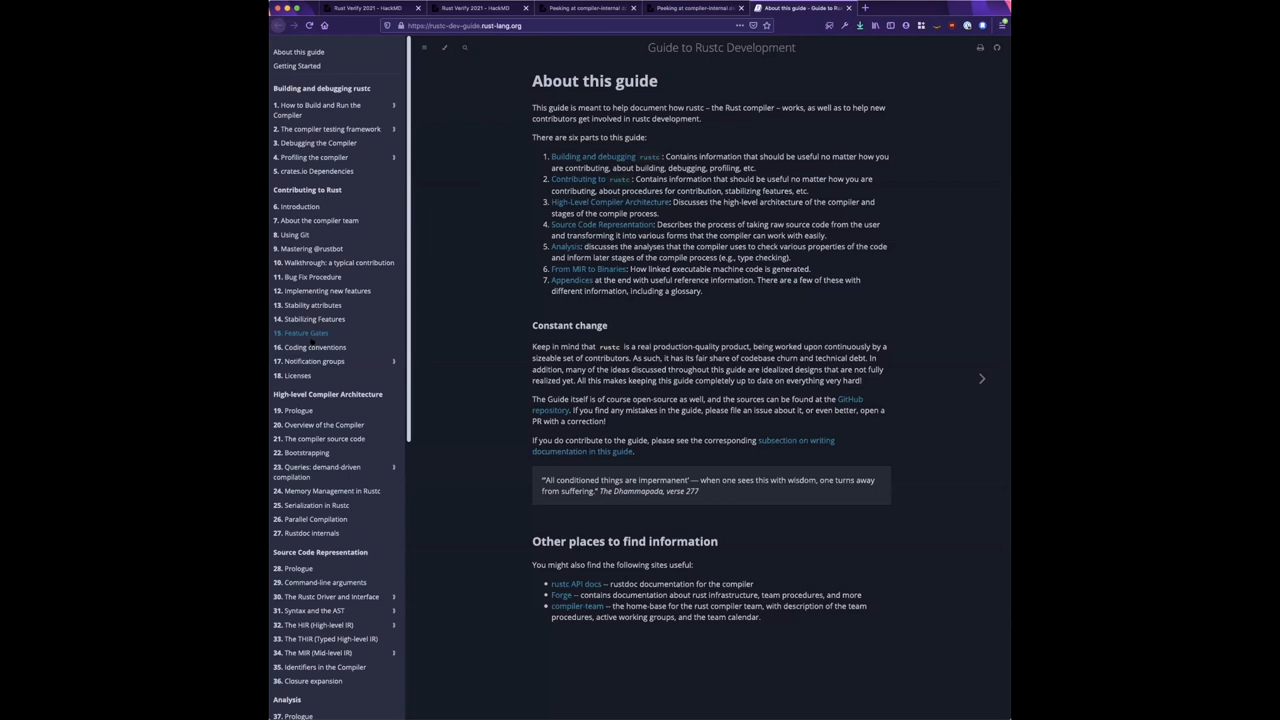 Rust Verify 2021 – HackMD
Rust Verify 2021 – HackMD
Peeking at compiler-internal da
Peeking at compiler-internal da
About this guide - Guide to Rus
https://rustc-dev-guide.rust-lang.org
About this guide
Getting Started
Building and debugging rustc
1. How to Build and Run the
Compiler
2. The compiler testing framework
3. Debugging the Compiler
4. Profiling the compiler
5. crates.io Dependencies
Contributing to Rust
6. Introduction
7. About the compiler team
8. Using Git
9. Mastering @rustbot
10. Walkthrough: a typical contribution
11. Bug Fix Procedure
12. Implementing new features
13. Stability attributes
14. Stabilizing Features
15. Feature Gates
16. Coding conventions
17. Notification groups
18. Licenses
High-level Compiler Architecture
19. Prologue
20. Overview of the Compiler
21. The compiler source code
22. Bootstrapping
23. Queries: demand-driven
compilation
24. Memory Management in Rustc
25. Serialization in Rustc
26. Parallel Compilation
27. Rustdoc internals
Source Code Representation
28. Prologue
29. Command-line arguments
30. The Rustc Driver and Interface
31. Syntax and the AST
32. The HIR (High-level IR)
33. The THIR (Typed High-level IR)
34. The MIR (Mid-level IR)
35. Identifiers in the Compiler
36. Closure expansion
Analysis
37. Prologue
Guide to Rustc Development
About this guide
This guide is meant to help document how rustc – the Rust compiler – works, as well as to help new
contributors get involved in rustc development.
There are six parts to this guide:
1. Building and debugging rustc : Contains information that should be useful no matter how you
are contributing, about building, debugging, profiling, etc.
2. Contributing to rustc : Contains information that should be useful no matter how you are
contributing, about procedures for contribution, stabilizing features, etc.
3. High-Level Compiler Architecture: Discusses the high-level architecture of the compiler and
stages of the compile process.
4. Source Code Representation: Describes the process of taking raw source code from the user
and transforming it into various forms that the compiler can work with easily.
5. Analysis: discusses the analyses that the compiler uses to check various properties of the code
and inform later stages of the compile process (e.g., type checking).
6. From MIR to Binaries: How linked executable machine code is generated.
7. Appendices at the end with useful reference information. There are a few of these with
different information, including a glossary.
Constant change
Keep in mind that rustc is a real production-quality product, being worked upon continuously by a
sizeable set of contributors. As such, it has its fair share of codebase churn and technical debt. In
addition, many of the ideas discussed throughout this guide are idealized designs that are not fully
realized yet. All this makes keeping this guide completely up to date on everything very hard!
The Guide itself is of course open-source as well, and the sources can be found at the GitHub
repository. If you find any mistakes in the guide, please file an issue about it, or even better, open a
PR with a correction!
If you do contribute to the guide, please see the corresponding subsection on writing
documentation in this guide.
“‘All conditioned things are impermanent’ — when one sees this with wisdom, one turns away
from suffering.” The Dhammapada, verse 277
Other places to find information
You might also find the following sites useful:
• rustc API docs -- rustdoc documentation for the compiler
• Forge -- contains documentation about rust infrastructure, team procedures, and more
• compiler-team -- the home-base for the rust compiler team, with description of the team
procedures, active working groups, and the team calendar.